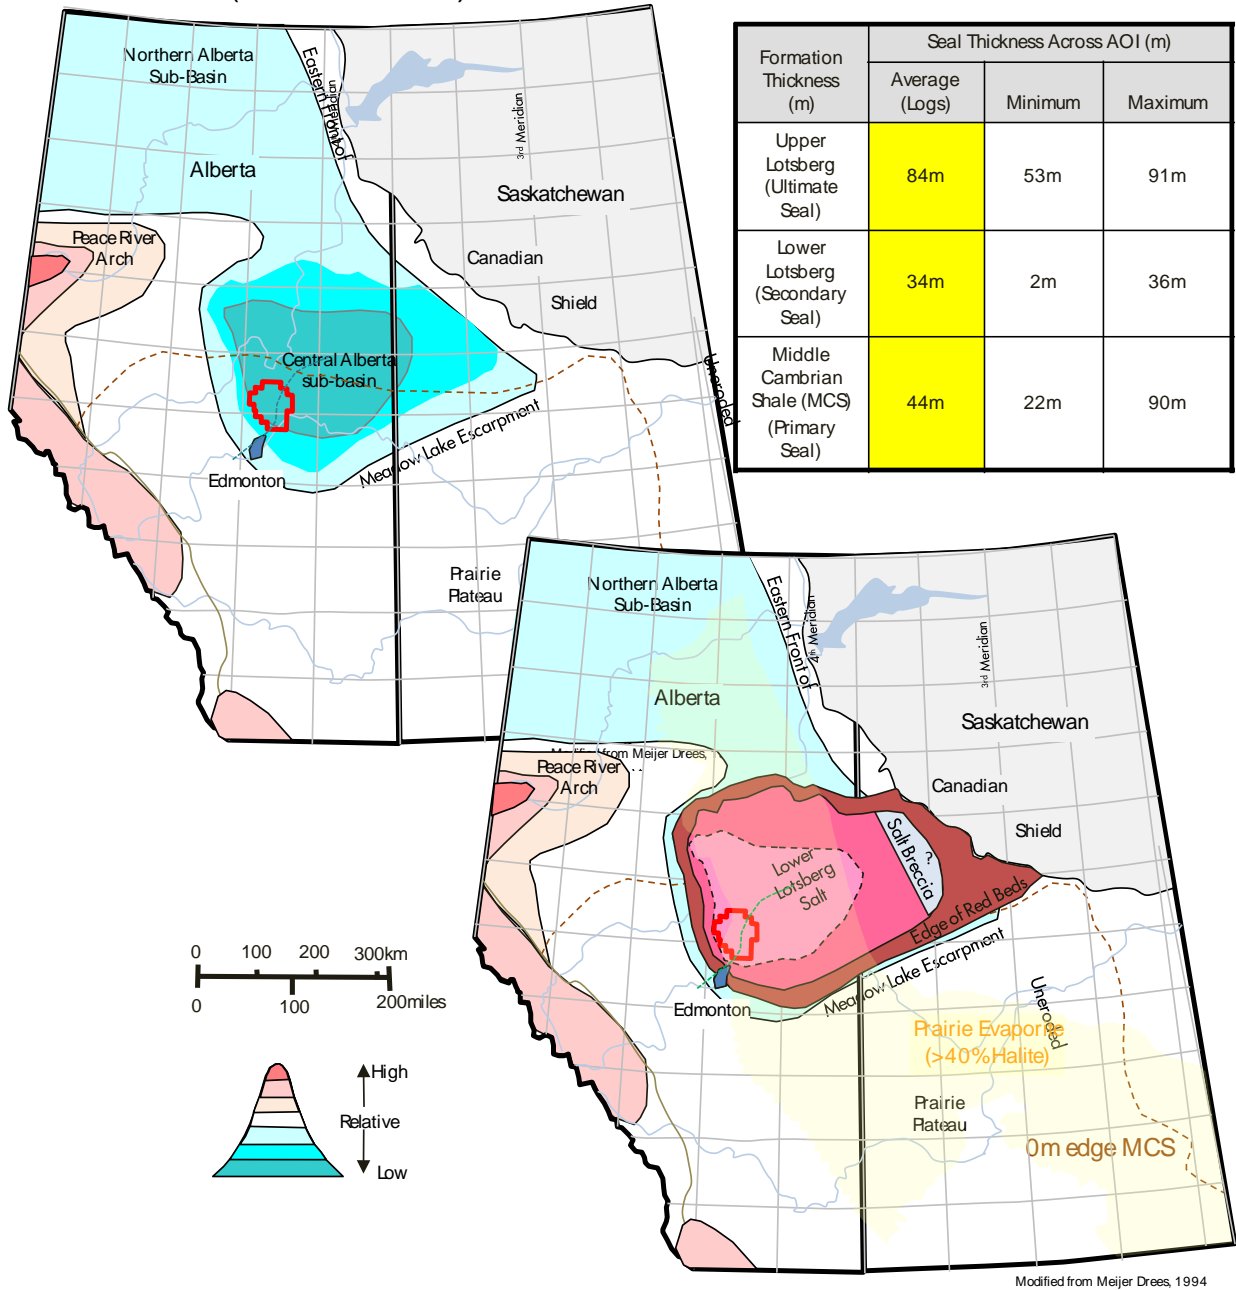 Northern Alberta
Sub-Basin
Eastern Front of
Meridian
3rd Meridian
Alberta
Saskatchewan
Peace River
Arch
Canadian
Shield
Central Alberta
sub-basin
Uneroded
Meadow Lake Escarpment
Edmonton
Prairie
Plateau
Formation
Thickness
(m)
Seal Thickness Across AOI (m)
Average
(Logs)
Minimum
Maximum
Upper
Lotsberg
(Ultimate
Seal)
84m
53m
91m
Lower
Lotsberg
(Secondary
Seal)
34m
2m
36m
Middle
Cambrian
Shale (MCS)
(Primary
Seal)
44m
22m
90m
Northern Alberta
Sub-Basin
Eastern Front of
4th Meridian
3rd Meridian
Alberta
Saskatchewan
Modified from Meijer Drees,
Peace River
Arch
Canadian
Shield
Salt Breccia
?
Lower
Lotsberg
Salt
Edge of Red Beds
Meadow Lake Escarpment
Edmonton
Uneroded
Prairie Evaporite
(>40%Halite)
Prairie
Plateau
0m edge MCS
0 100 200 300km
0 100 200miles
High
Relative
Low
Modified from Meijer Drees, 1994